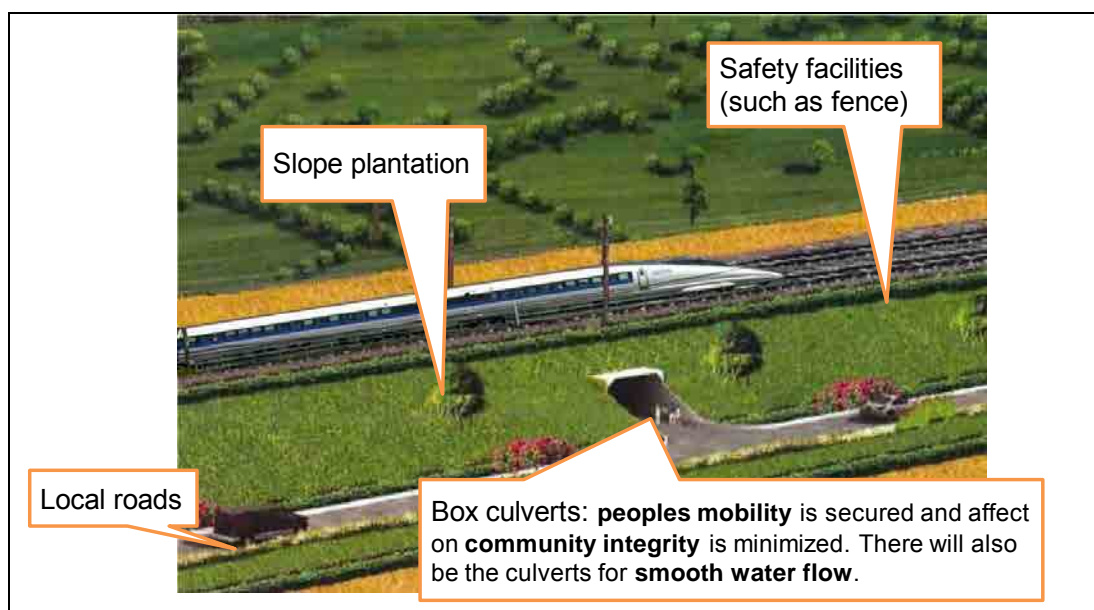 Safety facilities
(such as fence)
Slope plantation
Local roads
Box culverts: peoples mobility is secured and affect
on community integrity is minimized. There will also
be the culverts for smooth water flow.